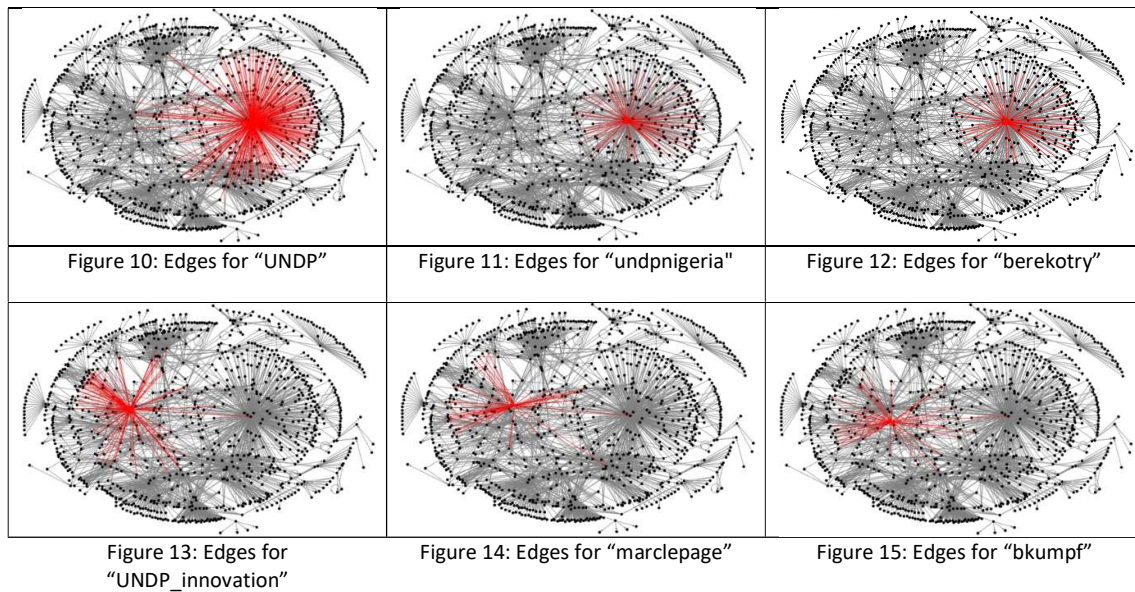 Figure 10: Edges for “UNDP”
Figure 11: Edges for “undpnigeria"
Figure 12: Edges for “berekotry”
Figure 13: Edges for
“UNDP_innovation”
Figure 14: Edges for “marclepage”
Figure 15: Edges for “bkumpf”